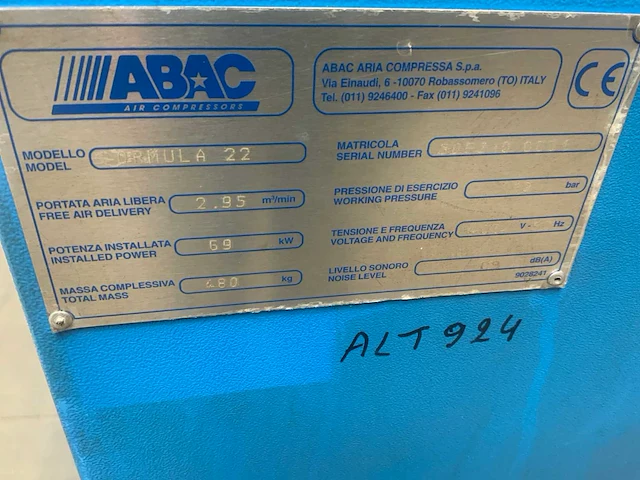 ABAC
AIR COMPRESSORS
ABAC ARIA COMPRESSA S.p.a.
Via Einaudi, 6 -10070 Robassomero (TO) ITALY
Tel. (011) 9246400 - Fax (011) 9241096
CE
MODELLO
MODEL
FORMULA 22
PORTATA ARIA LIBERA
FREE AIR DELIVERY
2.95 m³/min
POTENZA INSTALLATA
INSTALLED POWER
kW
MASSA COMPLESSIVA
TOTAL MASS
480 kg
MATRICOLA
SERIAL NUMBER
PRESSIONE DI ESERCIZIO
WORKING PRESSURE
bar
TENSIONE E FREQUENZA
VOLTAGE AND FREQUENCY
V - Hz
LIVELLO SONORO
NOISE LEVEL
dB(A)
9028241
ALT 924